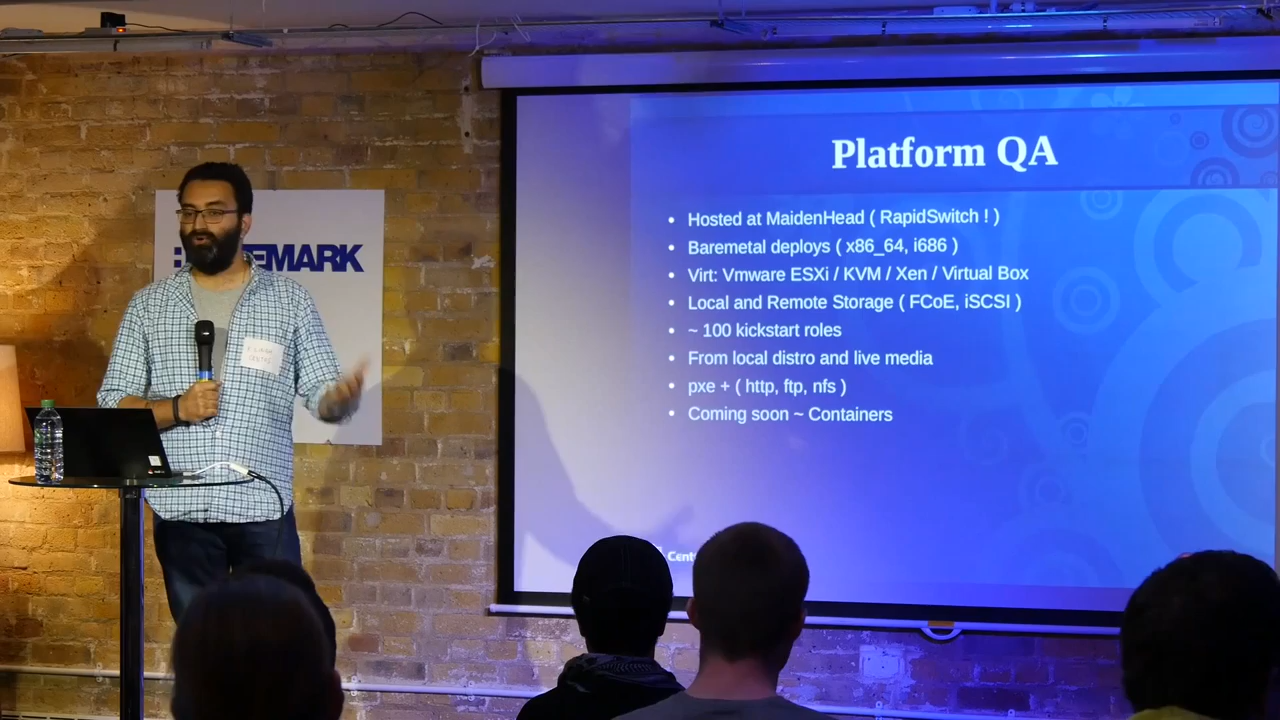 Platform QA
• Hosted at MaidenHead ( RapidSwitch ! )
• Baremetal deploys ( x86_64, i686 )
• Virt: Vmware ESXi / KVM / Xen / Virtual Box
• Local and Remote Storage ( FCoE, iSCSI )
• ~ 100 kickstart roles
• From local distro and live media
• pxe + ( http, ftp, nfs )
• Coming soon ~ Containers
Cent
EMARK